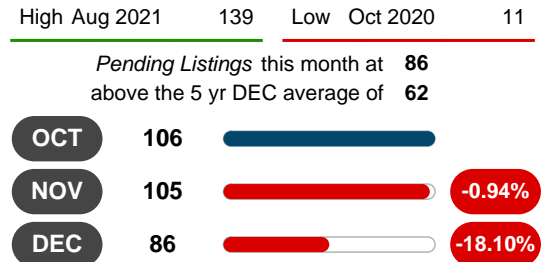 High Aug 2021 139 Low Oct 2020 11
Pending Listings this month at 86
above the 5 yr DEC average of 62
OCT 106
NOV 105 -0.94%
DEC 86 -18.10%